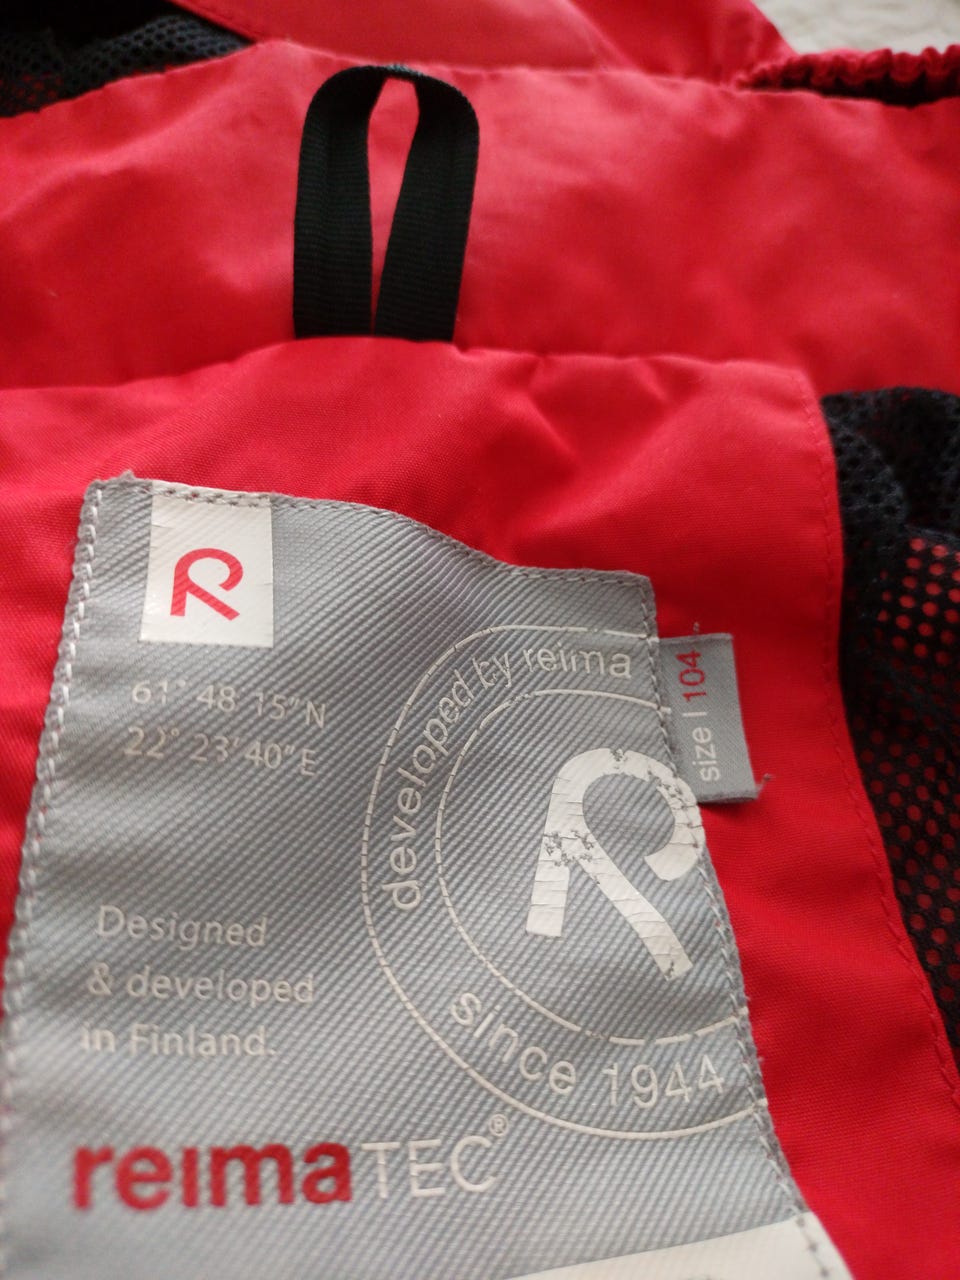 R
61° 48'15"N
22° 23'40"E
developed by reima
R
size | 104
Designed
& developed
in Finland.
since 1944
reimaTEC®